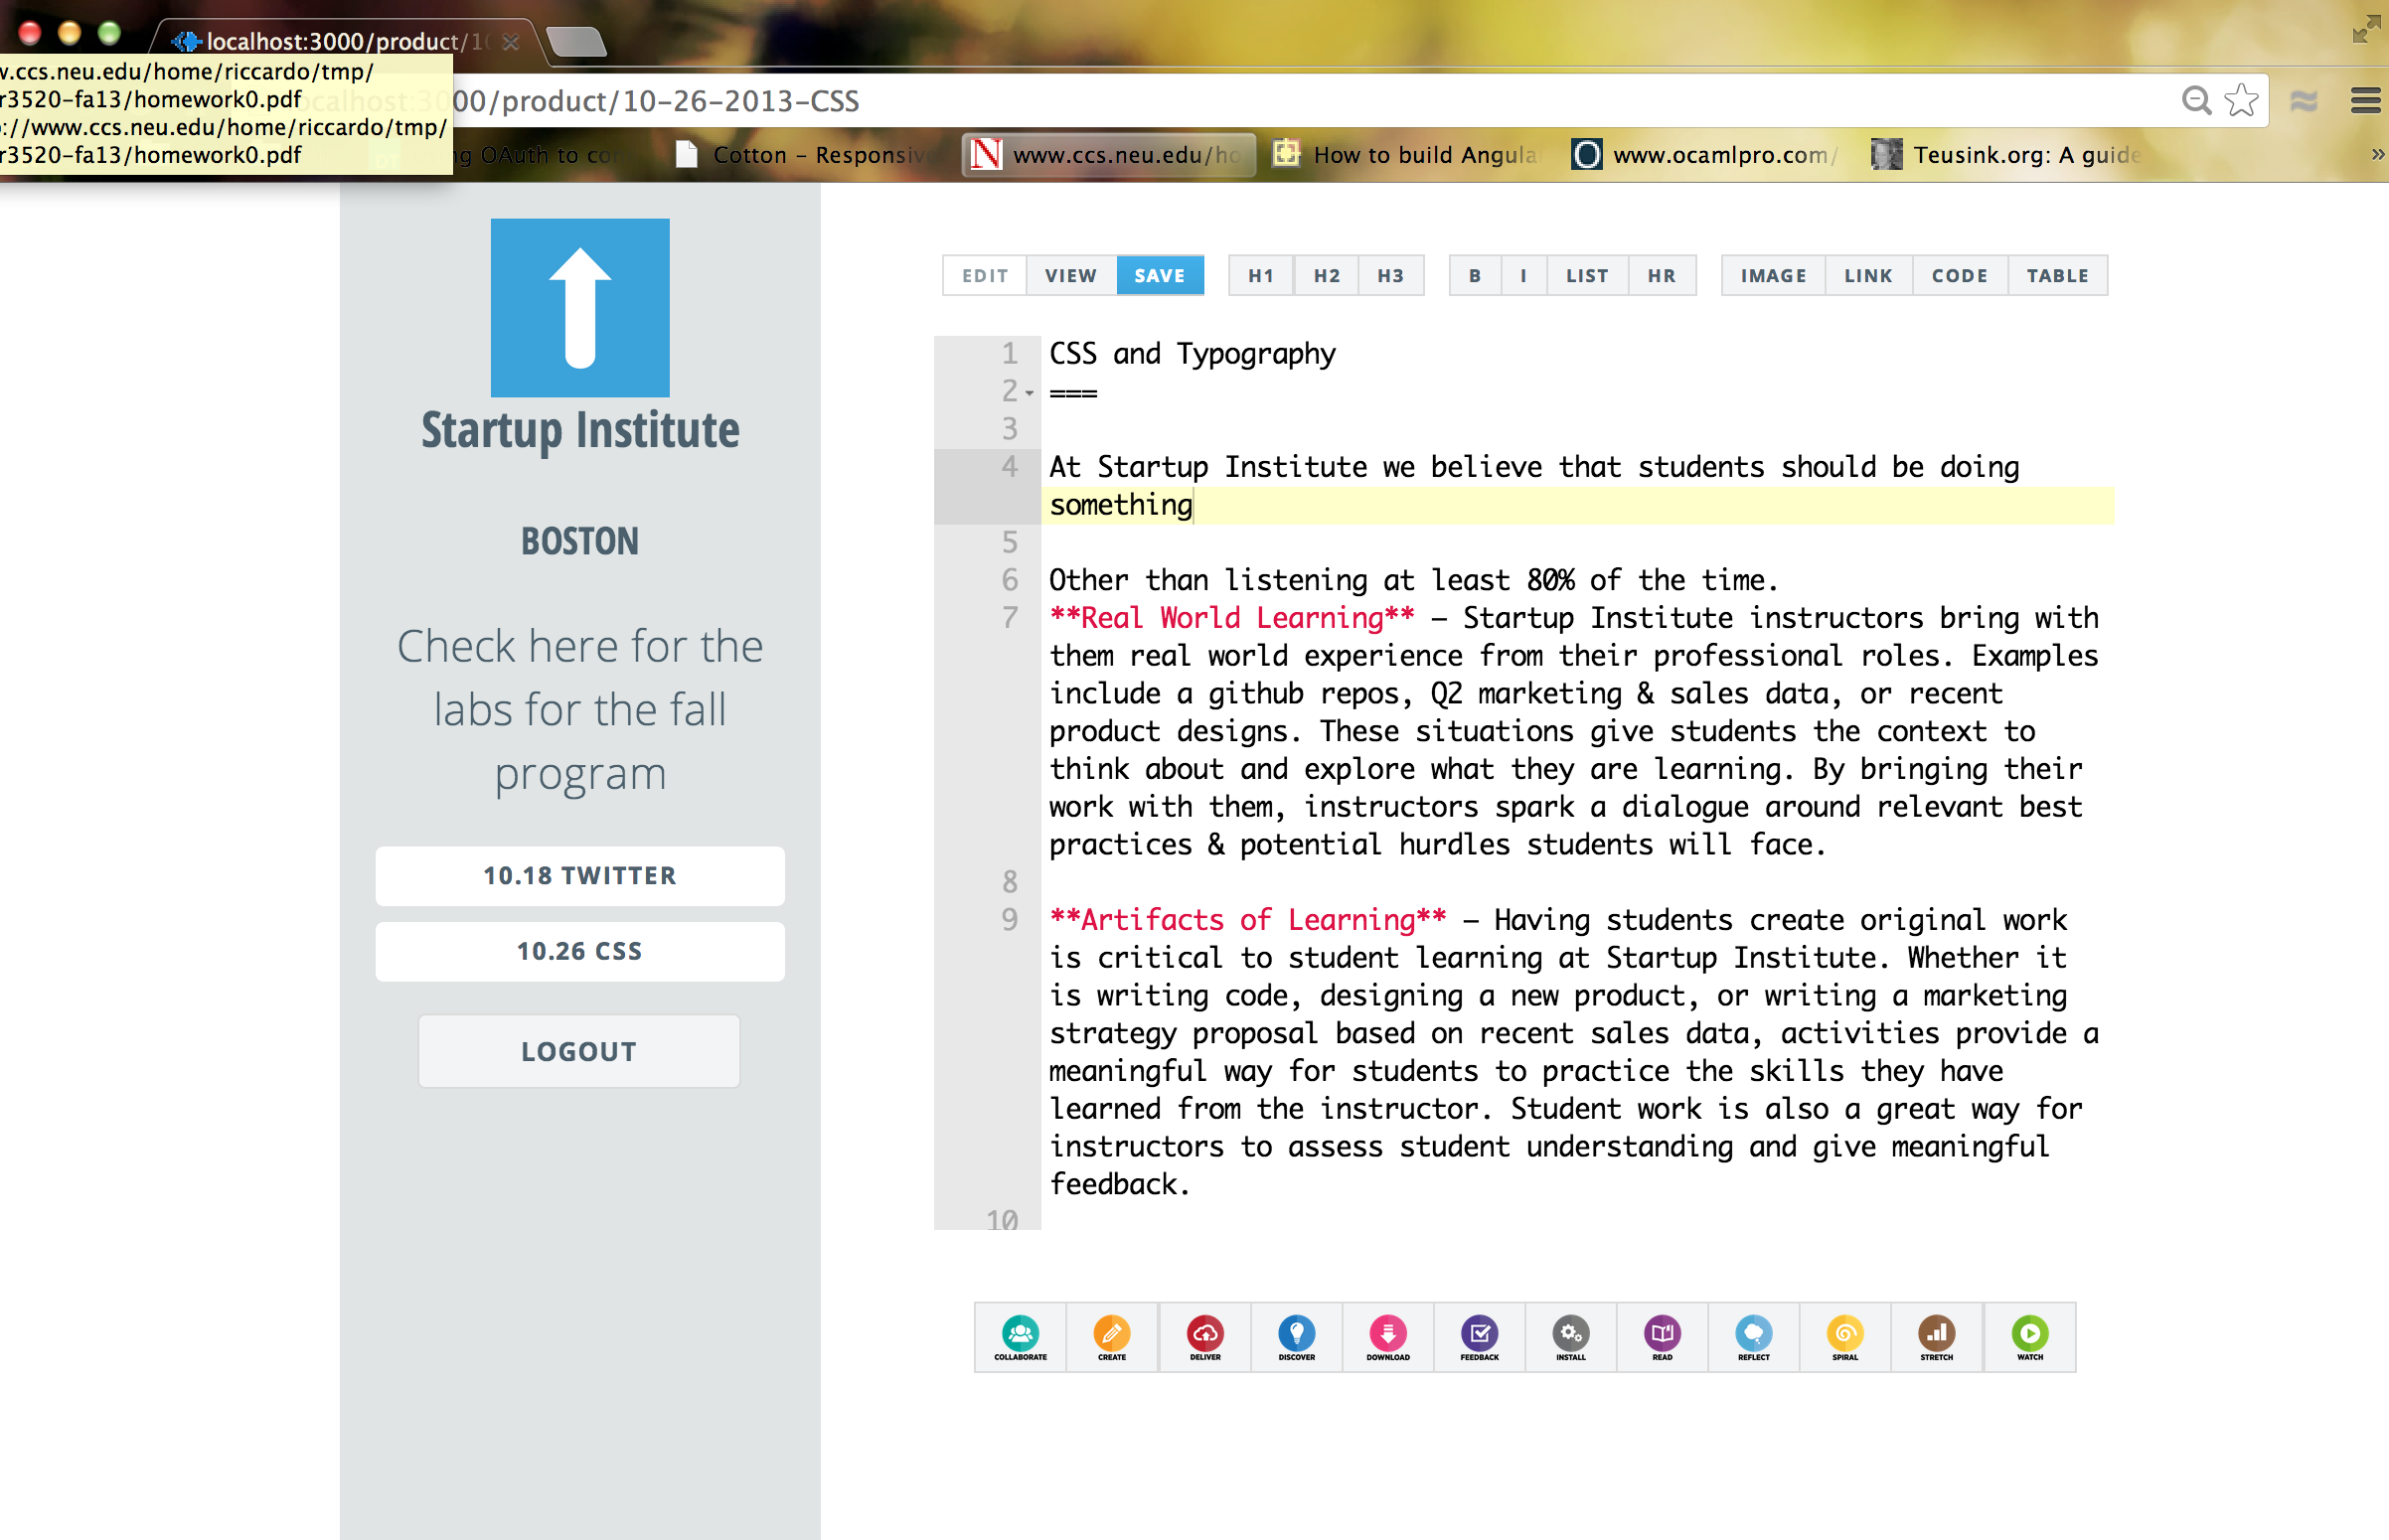 localhost:3000/product/10
w.ccs.neu.edu/home/riccardo/tmp/
r3520-fa13/homework0.pdf
://www.ccs.neu.edu/home/riccardo/tmp/
r3520-fa13/homework0.pdf
localhost:3000/product/10-26-2013-CSS
OAuth to
Cotton – Responsive
www.ccs.neu.edu/ho
How to build Angula
www.ocamlpro.com/
Teusink.org: A guide
»
Startup Institute
BOSTON
Check here for the
labs for the fall
program
10.18 TWITTER
10.26 CSS
LOGOUT
EDIT VIEW SAVE H1 H2 H3 B I LIST HR IMAGE LINK CODE TABLE
1 CSS and Typography
2 ===
3
4 At Startup Institute we believe that students should be doing
something
5
6 Other than listening at least 80% of the time.
7 **Real World Learning** – Startup Institute instructors bring with
them real world experience from their professional roles. Examples
include a github repos, Q2 marketing & sales data, or recent
product designs. These situations give students the context to
think about and explore what they are learning. By bringing their
work with them, instructors spark a dialogue around relevant best
practices & potential hurdles students will face.
8
9 **Artifacts of Learning** – Having students create original work
is critical to student learning at Startup Institute. Whether it
is writing code, designing a new product, or writing a marketing
strategy proposal based on recent sales data, activities provide a
meaningful way for students to practice the skills they have
learned from the instructor. Student work is also a great way for
instructors to assess student understanding and give meaningful
feedback.
10
COLLABORATE CREATE DELIVER DISCOVER DOWNLOAD FEEDBACK INSTALL READ REFLECT SPIRAL STRETCH WATCH